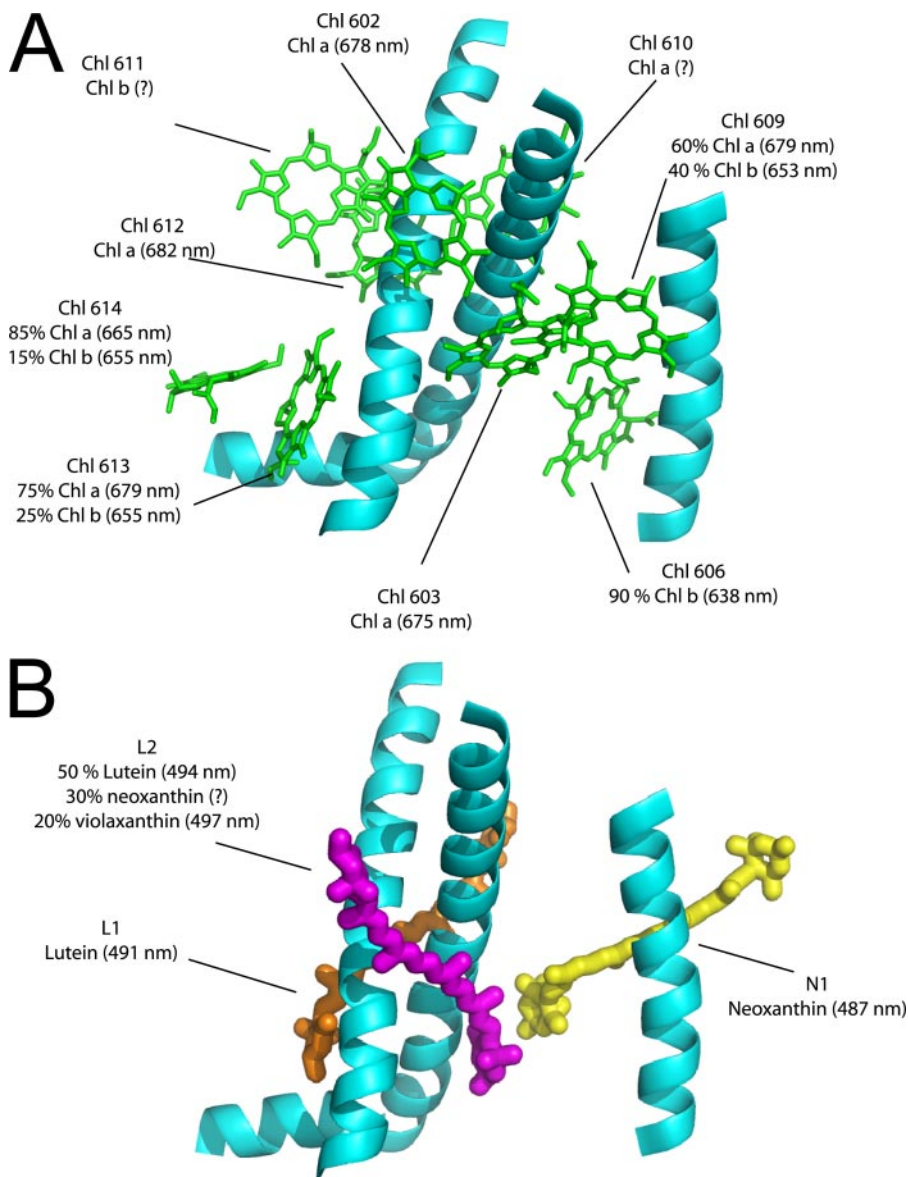 A
Chl 602
Chl a (678 nm)
Chl 610
Chl a (?)
Chl 611
Chl b (?)
Chl 609
60% Chl a (679 nm)
40% Chl b (653 nm)
Chl 612
Chl a (682 nm)
Chl 614
85% Chl a (665 nm)
15% Chl b (655 nm)
Chl 613
75% Chl a (679 nm)
25% Chl b (655 nm)
Chl 603
Chl a (675 nm)
Chl 606
90 % Chl b (638 nm)
B
L2
50 % Lutein (494 nm)
30% neoxanthin (?)
20% violaxanthin (497 nm)
L1
Lutein (491 nm)
N1
Neoxanthin (487 nm)